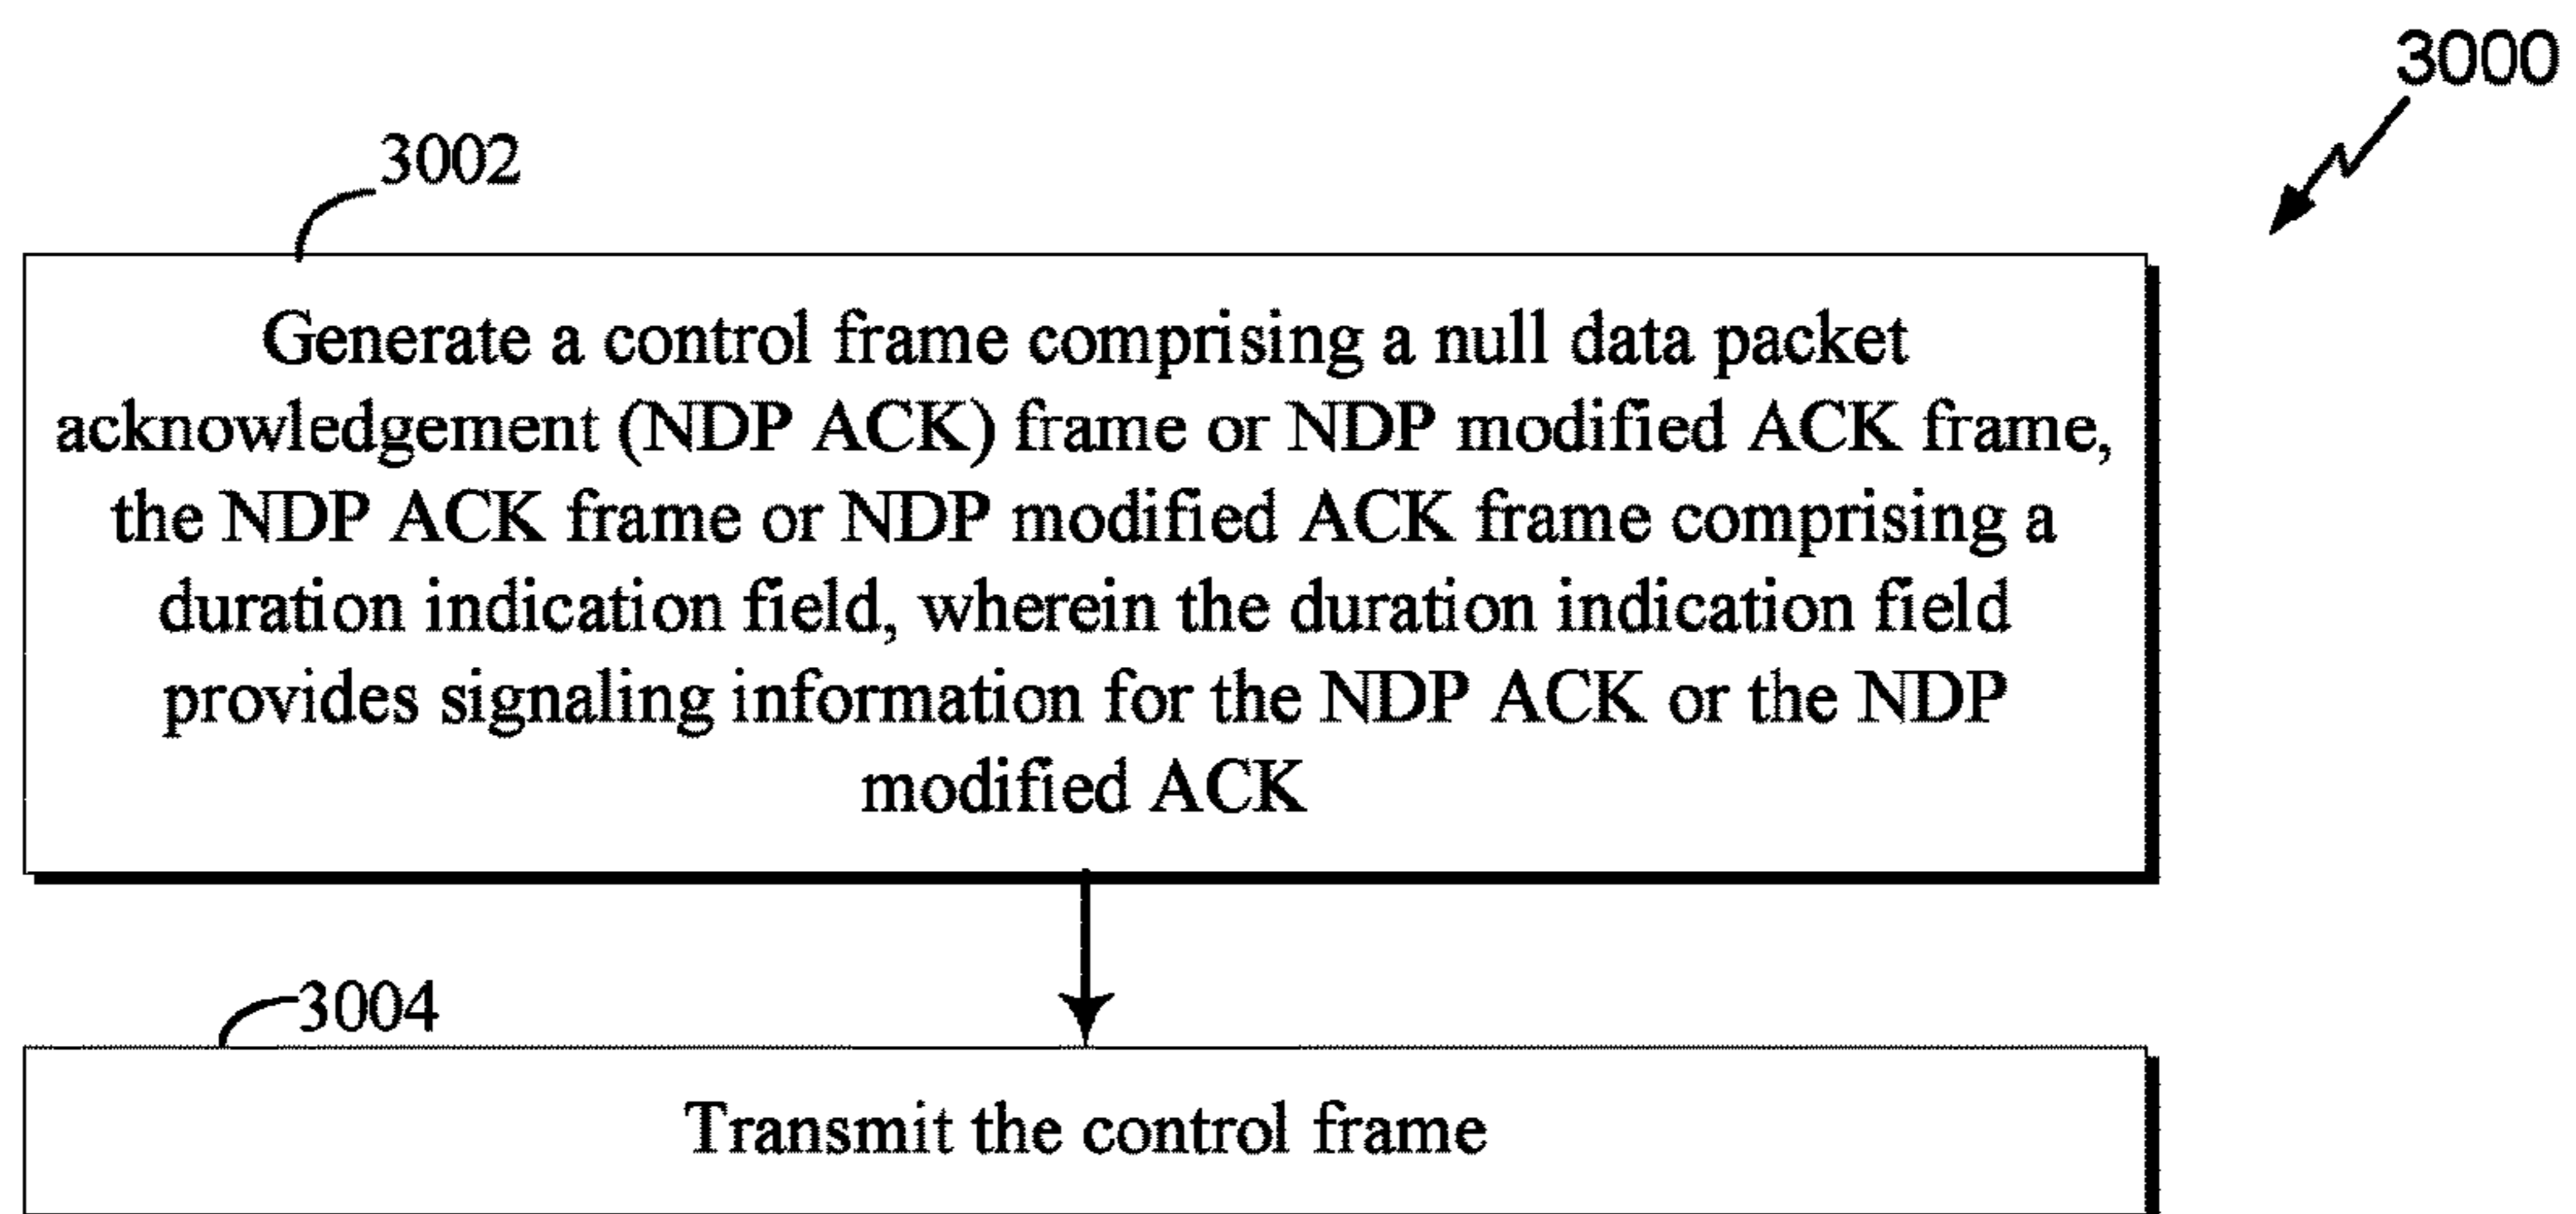 3000
3002
Generate a control frame comprising a null data packet
acknowledgement (NDP ACK) frame or NDP modified ACK frame,
the NDP ACK frame or NDP modified ACK frame comprising a
duration indication field, wherein the duration indication field
provides signaling information for the NDP ACK or the NDP
modified ACK
3004
Transmit the control frame